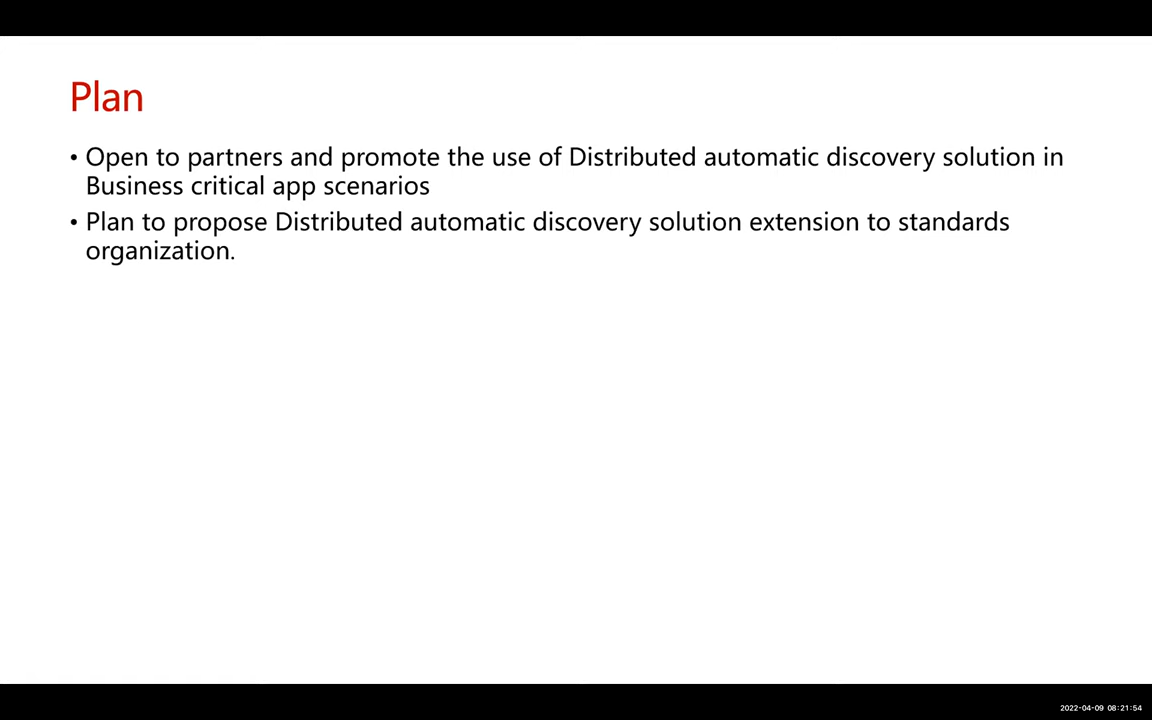 Plan
• Open to partners and promote the use of Distributed automatic discovery solution in
Business critical app scenarios
• Plan to propose Distributed automatic discovery solution extension to standards
organization.
2022-04-09 08:21:54